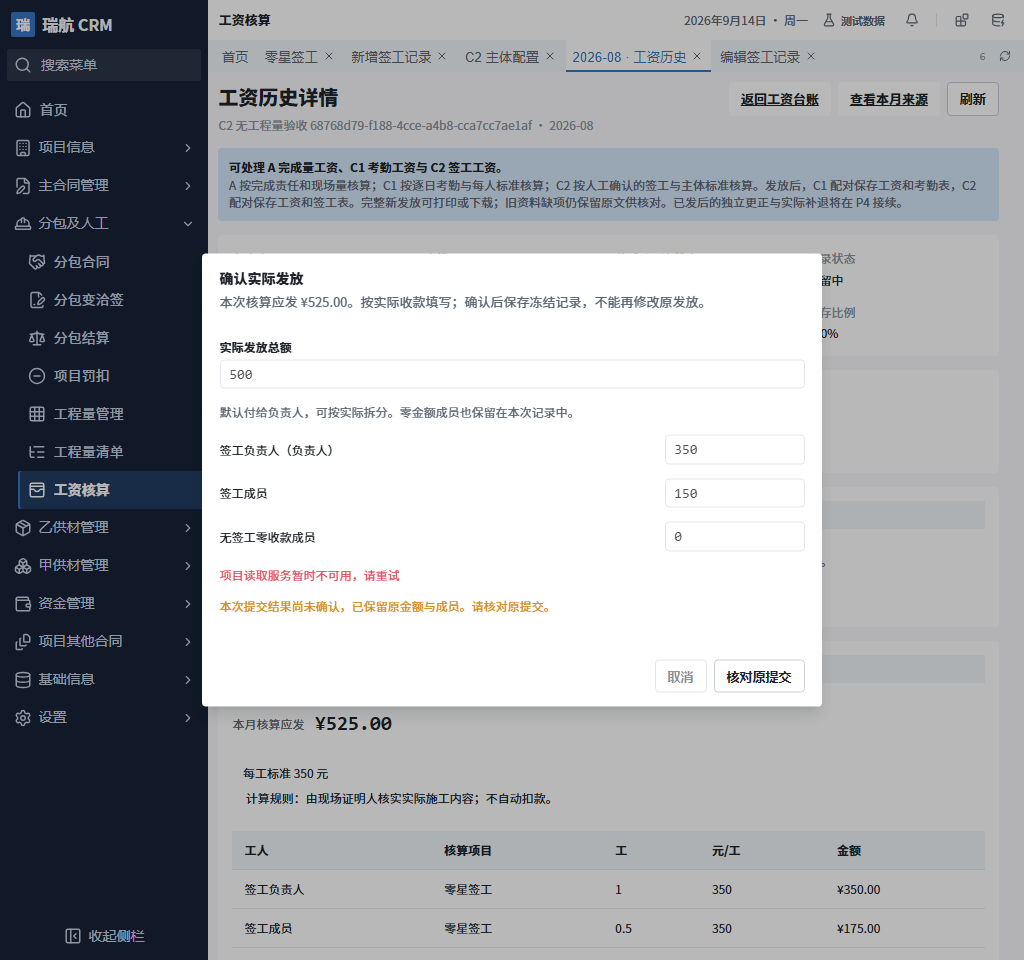 瑞 瑞航 CRM
搜索菜单
首页
项目信息
主合同管理
分包及人工
分包合同
分包变洽签
分包结算
项目罚扣
工程量管理
工程量清单
工资核算
乙供材管理
甲供材管理
资金管理
项目其他合同
基础信息
设置
收起侧栏
工资核算
2026年9月14日 · 周一 测试数据
首页 零星签工 × 新增签工记录 × C2 主体配置 × 2026-08 · 工资历史 × 编辑签工记录 × 6
工资历史详情
返回工资台账 查看本月来源 刷新
C2 无工程量验收 68768d79-f188-4cce-a4b8-cca7cc7ae1af · 2026-08
可处理 A 完成量工资、C1 考勤工资与 C2 签工工资。
A 按完成责任和现场量核算；C1 按逐日考勤与每人标准核算；C2 按人工确认的签工与主体标准核算。发放后，C1 配对保存工资和考勤表，C2
配对保存工资和签工表。完整新发放可打印或下载；旧资料缺项仍保留原文供核对。已发后的独立更正与实际补退将在 P4 接续。
录状态
留中
存比例
0%
确认实际发放
本次核算应发 ¥525.00。按实际收款填写；确认后保存冻结记录，不能再修改原发放。
实际发放总额
500
默认付给负责人，可按实际拆分。零金额成员也保留在本次记录中。
签工负责人（负责人） 350
签工成员 150
无签工零收款成员 0
项目读取服务暂时不可用，请重试
本次提交结果尚未确认，已保留原金额与成员。请核对原提交。
取消 核对原提交
本月核算应发 ¥525.00
每工标准 350 元
计算规则：由现场证明人核实实际施工内容；不自动扣款。
工人 核算项目 工 元/工 金额
签工负责人 零星签工 1 350 ¥350.00
签工成员 零星签工 0.5 350 ¥175.00